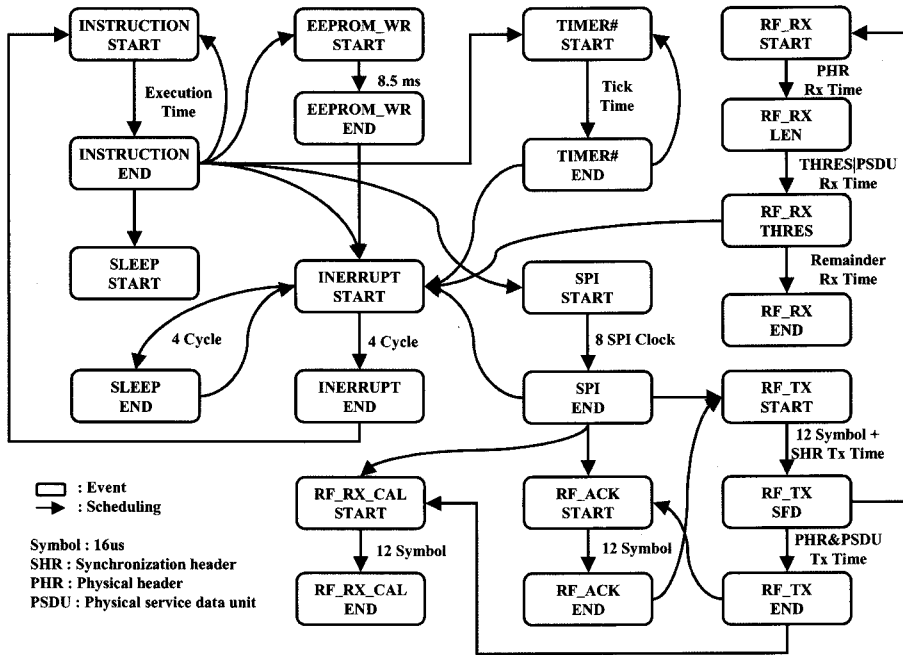 INSTRUCTION
START
EEPROM_WR
START
TIMER#
START
RF_RX
START
Execution
Time
8.5 ms
Tick
Time
PHR
Rx Time
EEPROM_WR
END
RF_RX
LEN
INSTRUCTION
END
TIMER#
END
THRES|PSDU
Rx Time
RF_RX
THRES
SLEEP
START
INERRUPT
START
SPI
START
Remainder
Rx Time
RF_RX
END
4 Cycle
4 Cycle
8 SPI Clock
SLEEP
END
INERRUPT
END
SPI
END
RF_TX
START
12 Symbol +
SHR Tx Time
: Event
: Scheduling
RF_RX_CAL
START
RF_ACK
START
RF_TX
SFD
Symbol : 16us
SHR : Synchronization header
PHR : Physical header
PSDU : Physical service data unit
12 Symbol
12 Symbol
PHR&PSDU
Tx Time
RF_RX_CAL
END
RF_ACK
END
RF_TX
END